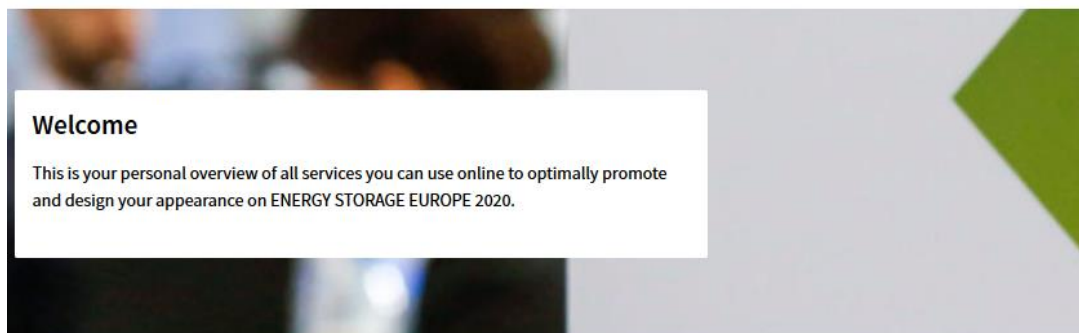 Welcome
This is your personal overview of all services you can use online to optimally promote
and design your appearance on ENERGY STORAGE EUROPE 2020.